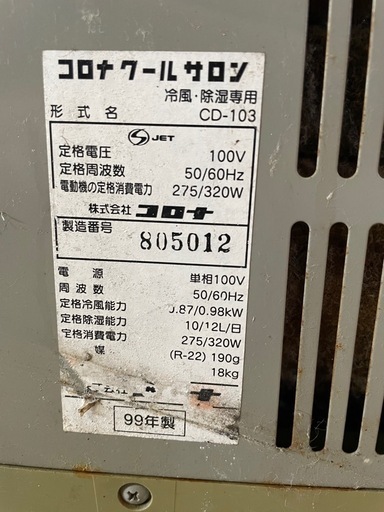 コロナクールサロン
冷風・除湿専用
形式名 CD-103
S JET
定格電圧 100V
定格周波数 50/60Hz
電動機の定格消費電力 275/320W
株式会社コロナ
製造番号 805012
電源 単相100V
周波数 50/60Hz
定格冷風能力 0.87/0.98kW
定格除湿能力 10/12L/日
定格消費電力 275/320W
媒 (R-22) 190g
18kg
99年製